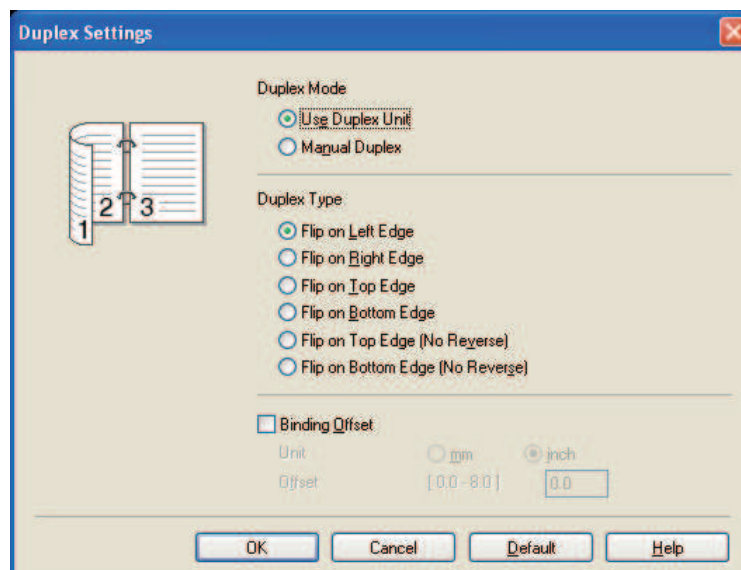 Duplex Settings
Duplex Mode
Use Duplex Unit
Manual Duplex
1
2
3
Duplex Type
Flip on Left Edge
Flip on Right Edge
Flip on Top Edge
Flip on Bottom Edge
Flip on Top Edge (No Reverse)
Flip on Bottom Edge (No Reverse)
Binding Offset
Unit mm inch
Offset [ 0.0 - 8.0 ] 0.0
OK Cancel Default Help